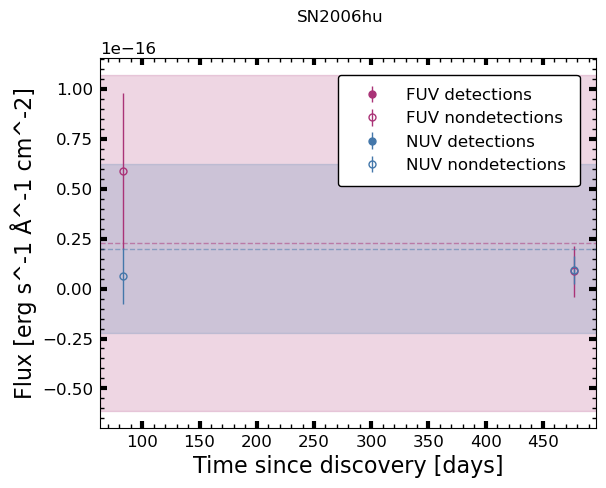 SN2006hu
1e−16
1.00
0.75
0.50
0.25
0.00
−0.25
−0.50
Flux [erg s^-1 Å^-1 cm^-2]
FUV detections
FUV nondetections
NUV detections
NUV nondetections
100 150 200 250 300 350 400 450
Time since discovery [days]